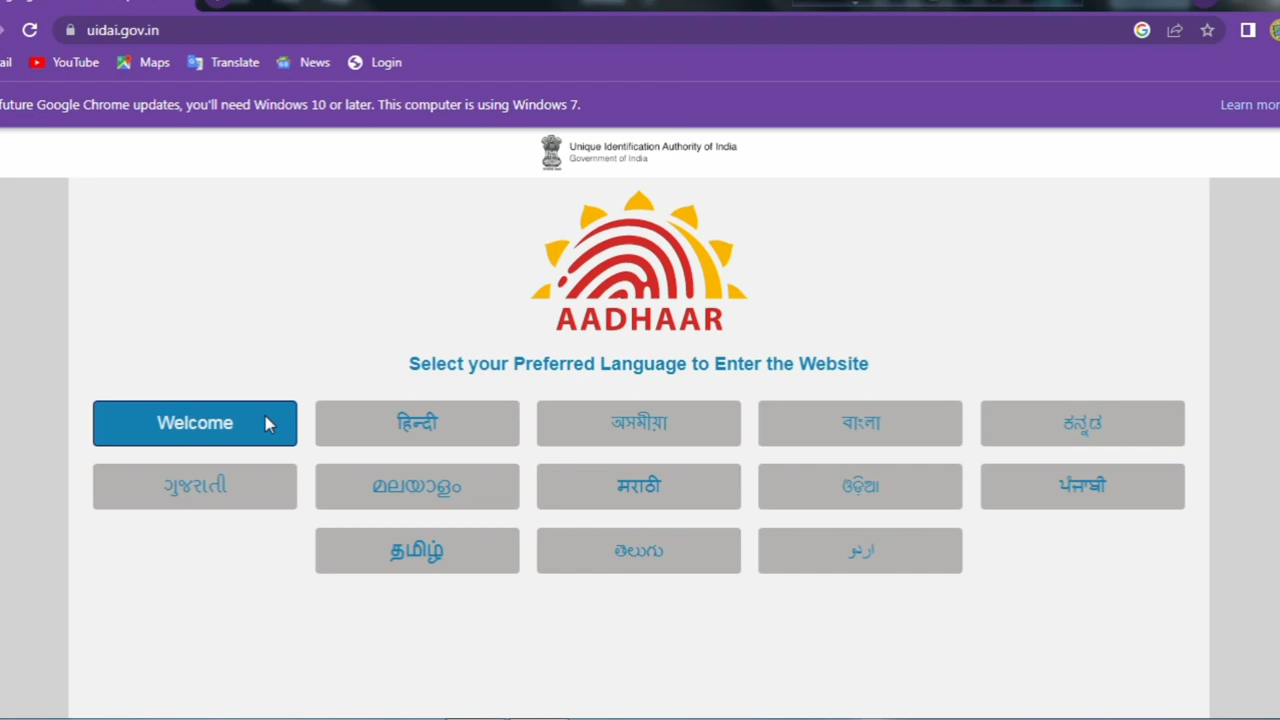 uidai.gov.in
ail YouTube Maps Translate News Login
future Google Chrome updates, you'll need Windows 10 or later. This computer is using Windows 7. Learn mor
Unique Identification Authority of India
Government of India
AADHAAR
Select your Preferred Language to Enter the Website
Welcome हिन्दी অসমীয়া বাংলা ಕನ್ನಡ
ગુજરાતી മലയാളം मराठी ଓଡ଼ିଆ ਪੰਜਾਬੀ
தமிழ் తెలుగు اردو